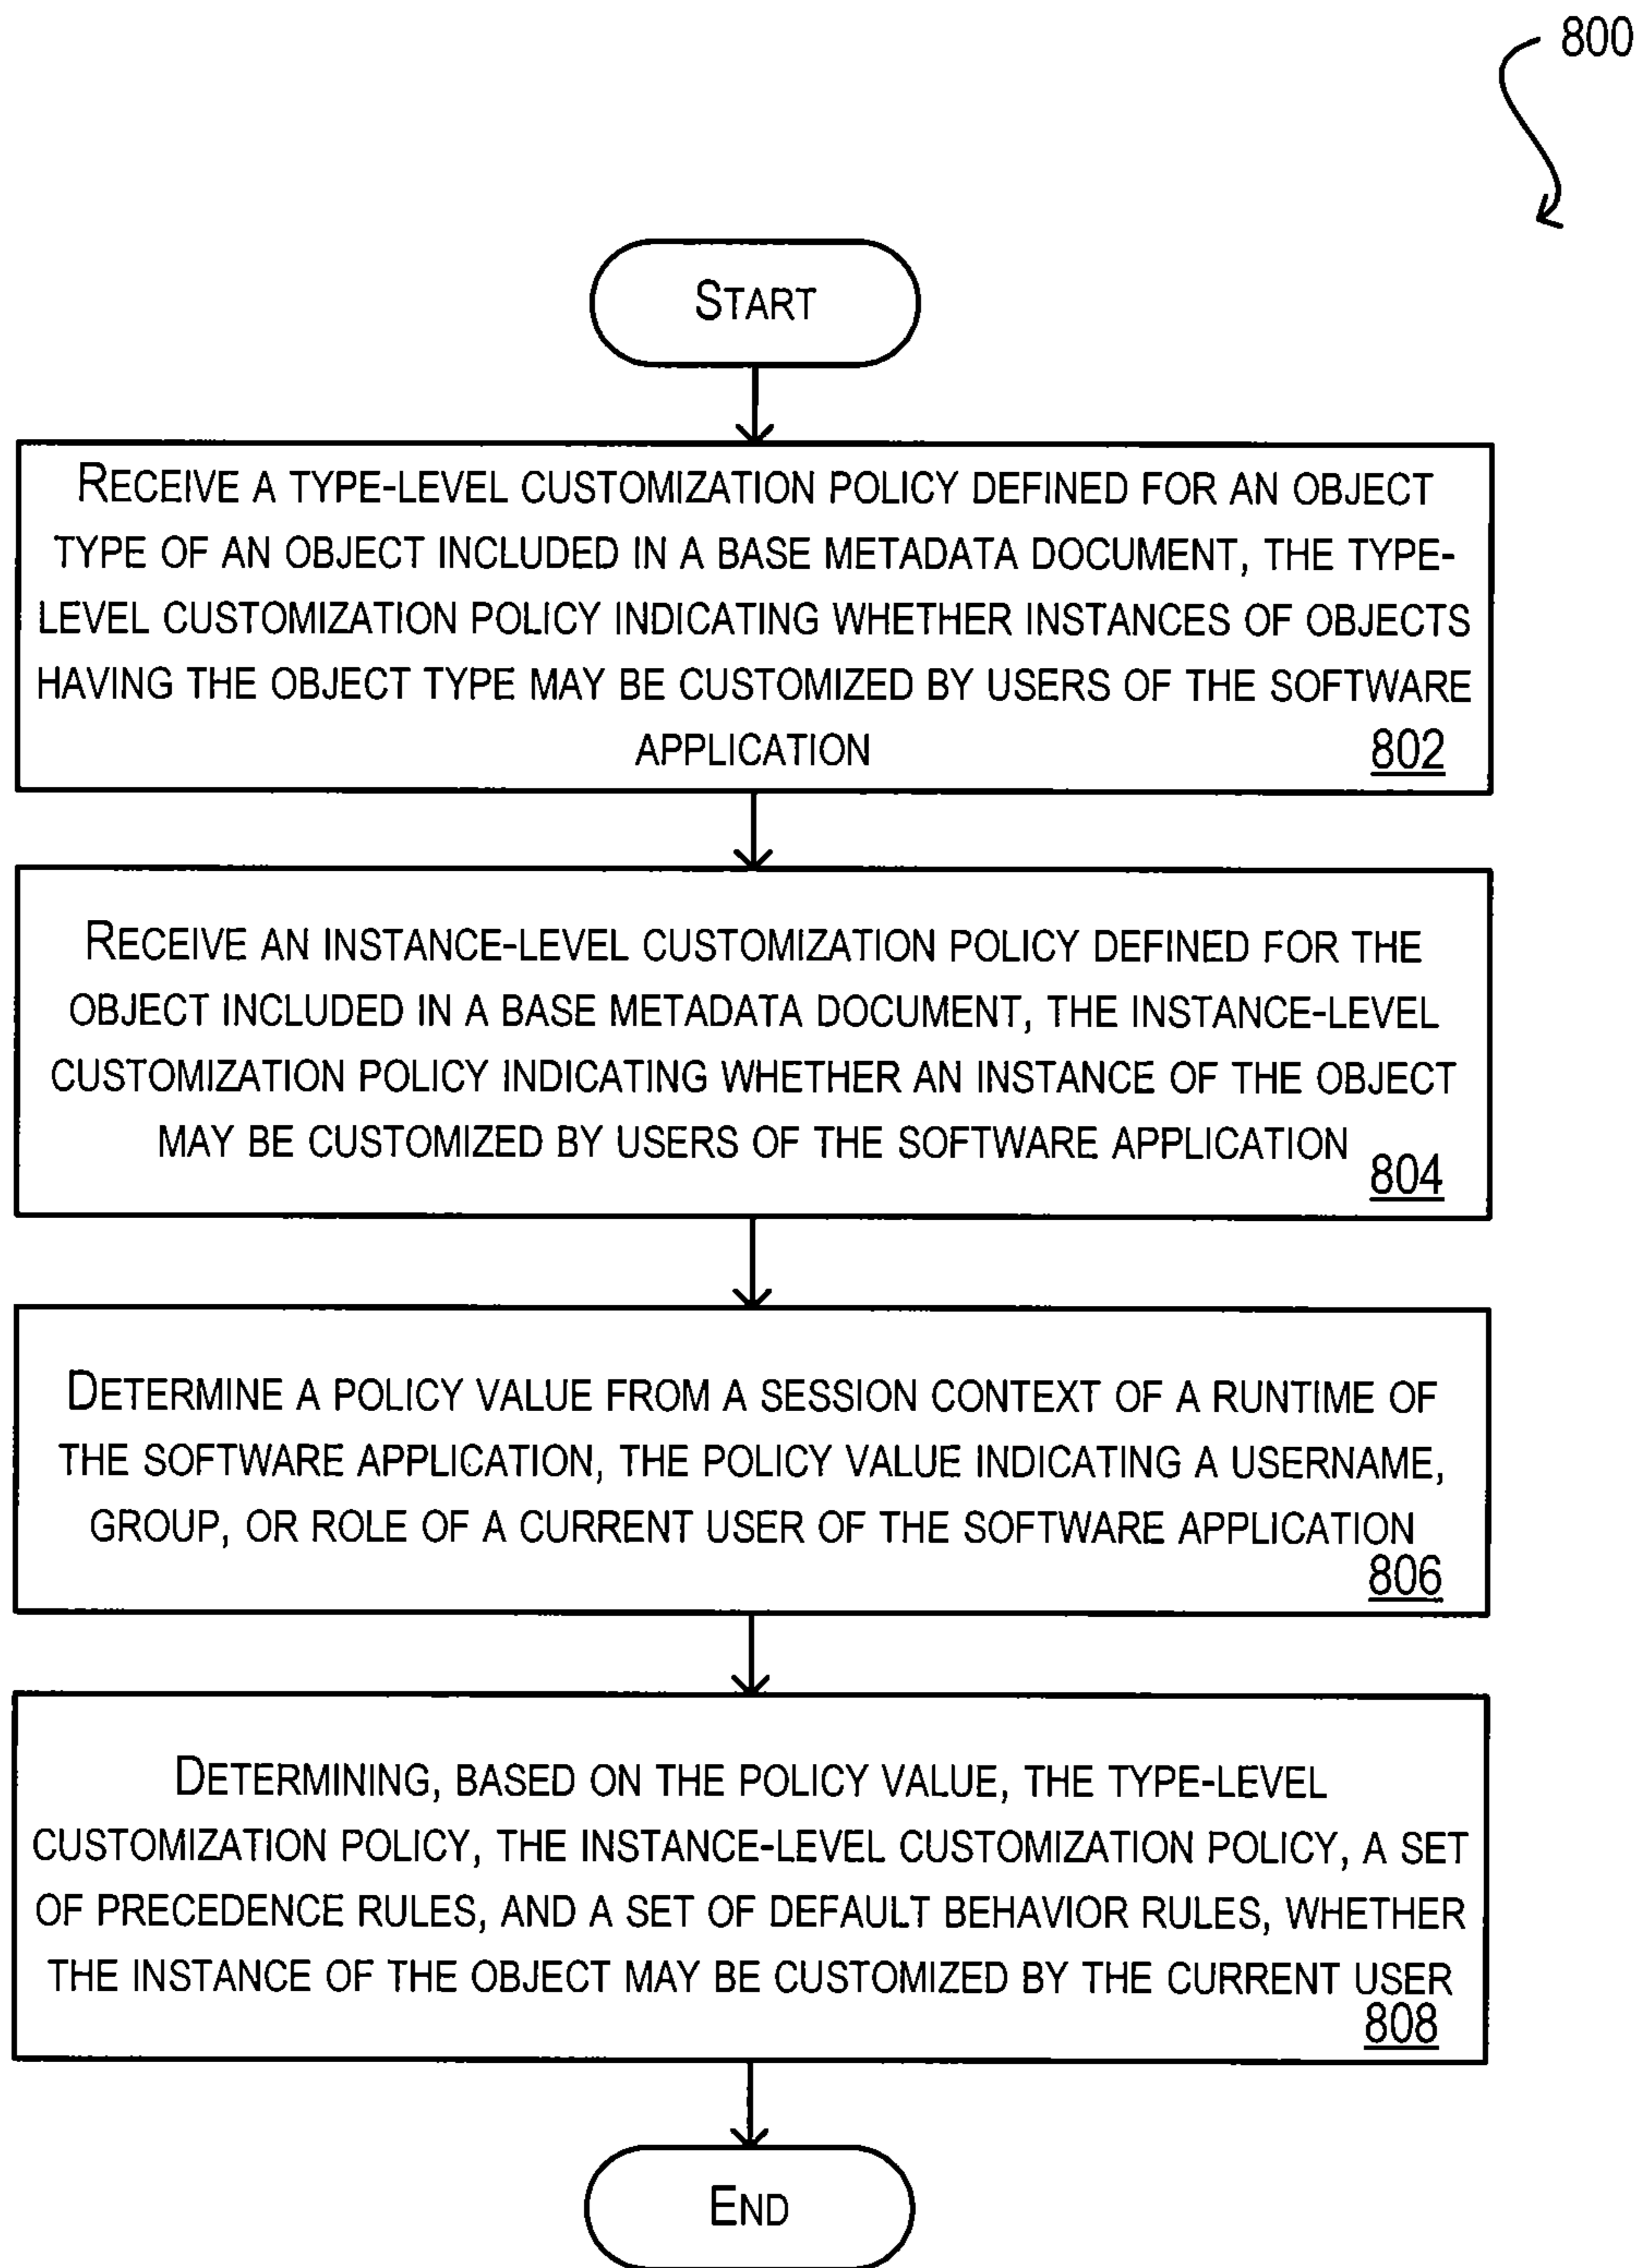 800
START
RECEIVE A TYPE-LEVEL CUSTOMIZATION POLICY DEFINED FOR AN OBJECT
TYPE OF AN OBJECT INCLUDED IN A BASE METADATA DOCUMENT, THE TYPE-
LEVEL CUSTOMIZATION POLICY INDICATING WHETHER INSTANCES OF OBJECTS
HAVING THE OBJECT TYPE MAY BE CUSTOMIZED BY USERS OF THE SOFTWARE
APPLICATION
802
RECEIVE AN INSTANCE-LEVEL CUSTOMIZATION POLICY DEFINED FOR THE
OBJECT INCLUDED IN A BASE METADATA DOCUMENT, THE INSTANCE-LEVEL
CUSTOMIZATION POLICY INDICATING WHETHER AN INSTANCE OF THE OBJECT
MAY BE CUSTOMIZED BY USERS OF THE SOFTWARE APPLICATION
804
DETERMINE A POLICY VALUE FROM A SESSION CONTEXT OF A RUNTIME OF
THE SOFTWARE APPLICATION, THE POLICY VALUE INDICATING A USERNAME,
GROUP, OR ROLE OF A CURRENT USER OF THE SOFTWARE APPLICATION
806
DETERMINING, BASED ON THE POLICY VALUE, THE TYPE-LEVEL
CUSTOMIZATION POLICY, THE INSTANCE-LEVEL CUSTOMIZATION POLICY, A SET
OF PRECEDENCE RULES, AND A SET OF DEFAULT BEHAVIOR RULES, WHETHER
THE INSTANCE OF THE OBJECT MAY BE CUSTOMIZED BY THE CURRENT USER
808
END